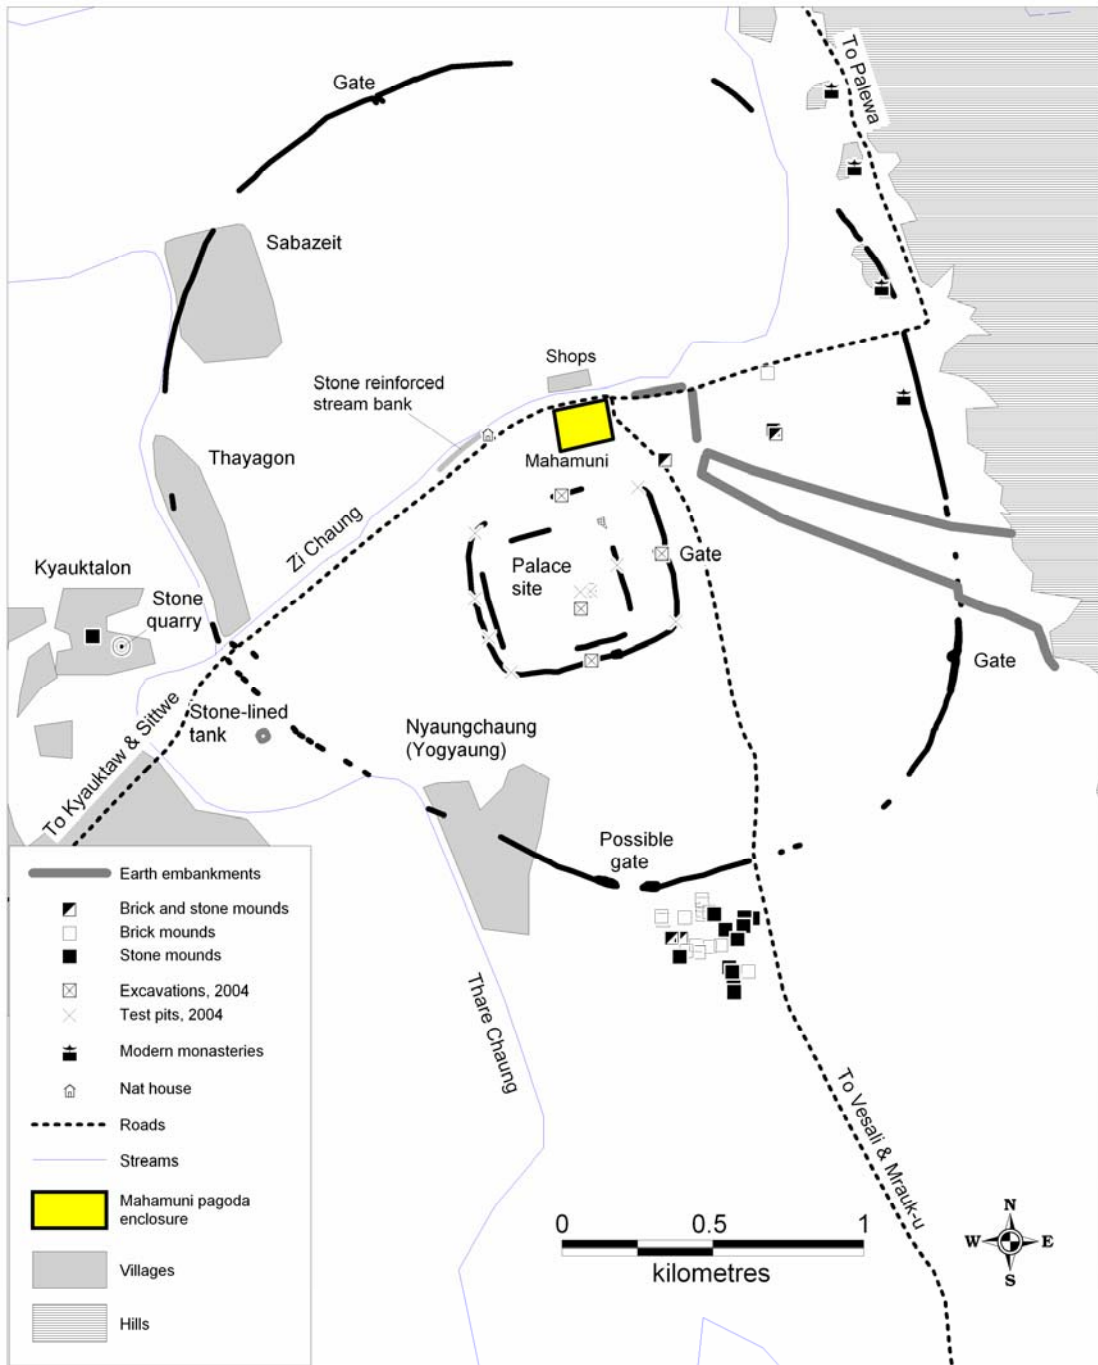 To Palewa
Gate
Sabazeit
Shops
Stone reinforced
stream bank
Mahamuni
Thayagon
Zi Chaung
Kyauktalon
Stone
quarry
Palace
site
Gate
Gate
Stone-lined
tank
To Kyauktaw & Sittwe
Nyaungchaung
(Yogyaung)
Possible
gate
Thare Chaung
To Vesali & Mrauk-u
Earth embankments
Brick and stone mounds
Brick mounds
Stone mounds
Excavations, 2004
Test pits, 2004
Modern monasteries
Nat house
Roads
Streams
Mahamuni pagoda
enclosure
Villages
Hills
0 0.5 1
kilometres
N
W E
S